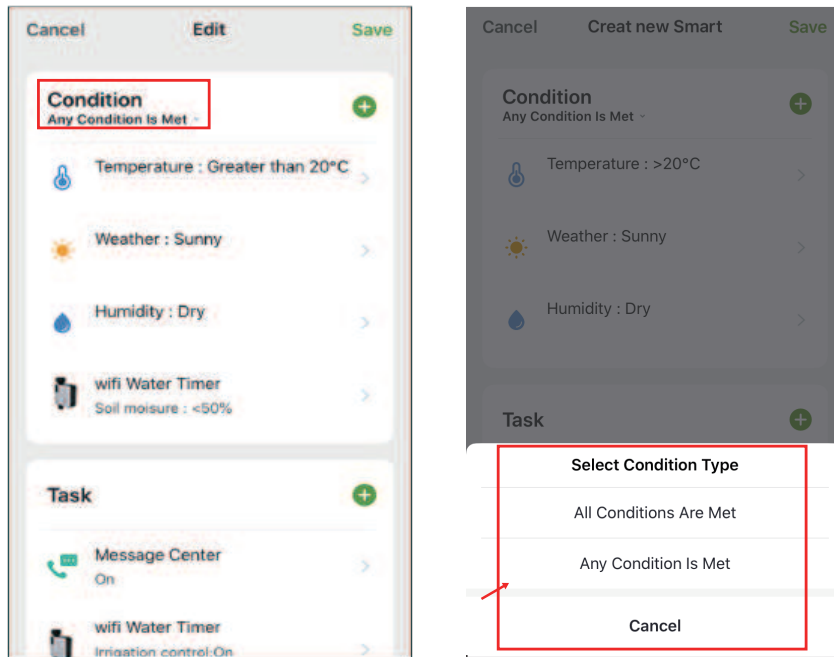 Cancel Edit Save
Condition
Any Condition Is Met
Temperature : Greater than 20°C
Weather : Sunny
Humidity : Dry
wifi Water Timer
Soil moisure : <50%
Task
Message Center
On
wifi Water Timer
Irrigation control:On
Cancel Creat new Smart Save
Condition
Any Condition Is Met
Temperature : >20°C
Weather : Sunny
Humidity : Dry
Task
Select Condition Type
All Conditions Are Met
Any Condition Is Met
Cancel